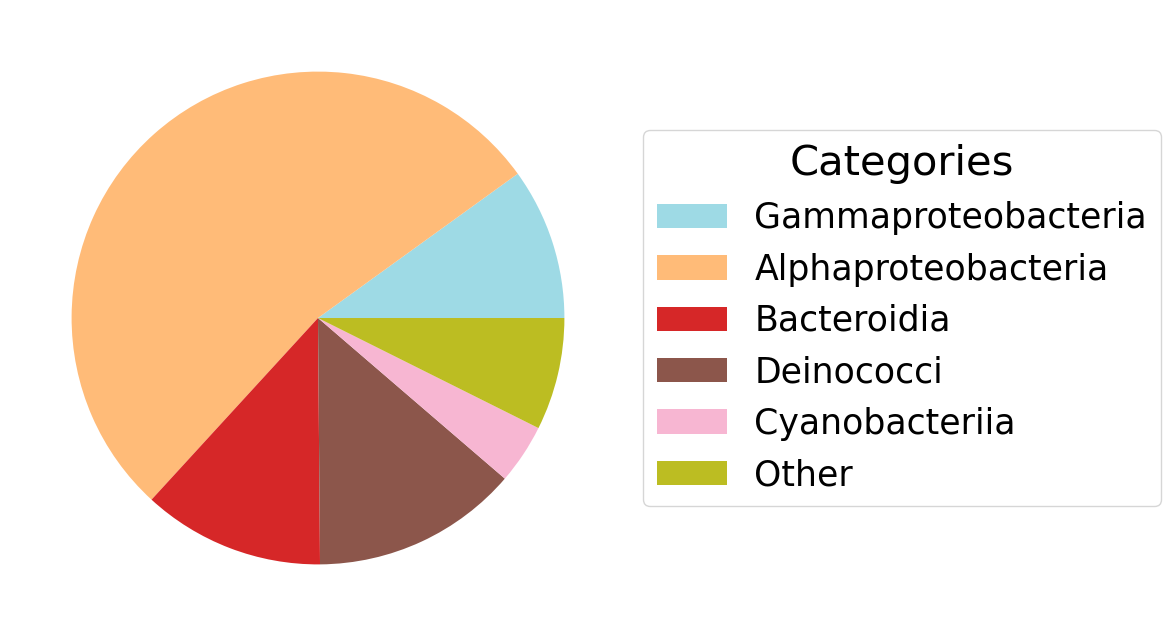 Categories
Gammaproteobacteria
Alphaproteobacteria
Bacteroidia
Deinococci
Cyanobacteriia
Other